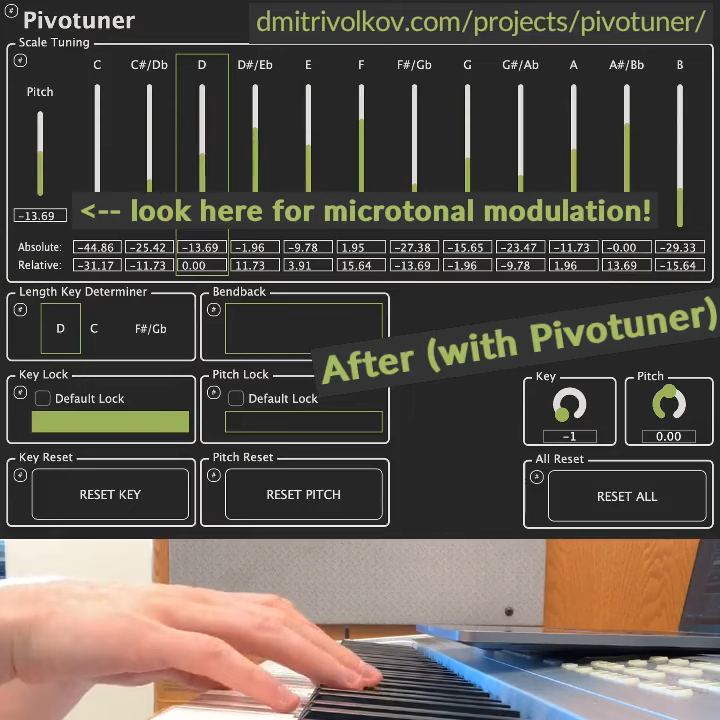 Pivotuner
dmitrivolkov.com/projects/pivotuner/
Scale Tuning
C C#/Db D D#/Eb E F F#/Gb G G#/Ab A A#/Bb B
Pitch
-13.69
<-- look here for microtonal modulation!
Absolute: -44.86 -25.42 -13.69 -1.96 -9.78 1.95 -27.38 -15.65 -23.47 -11.73 -0.00 -29.33
Relative: -31.17 -11.73 0.00 11.73 3.91 15.64 -13.69 -1.96 -9.78 1.96 13.69 -15.64
Length Key Determiner
D C F#/Gb
Bendback
After (with Pivotuner)
Key Lock
Default Lock
Pitch Lock
Default Lock
Key
-1
Pitch
0.00
Key Reset
RESET KEY
Pitch Reset
RESET PITCH
All Reset
RESET ALL